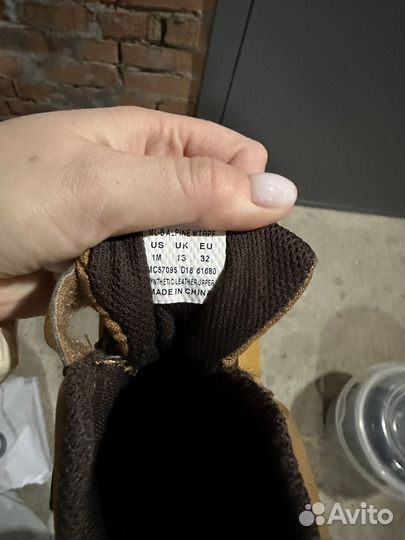 ML-B ALPINE WTRPF
US UK EU
1M 13 32
MC57095 D18 61680
SYNTHETIC/LEATHER UPPER
MADE IN CHINA
Avito